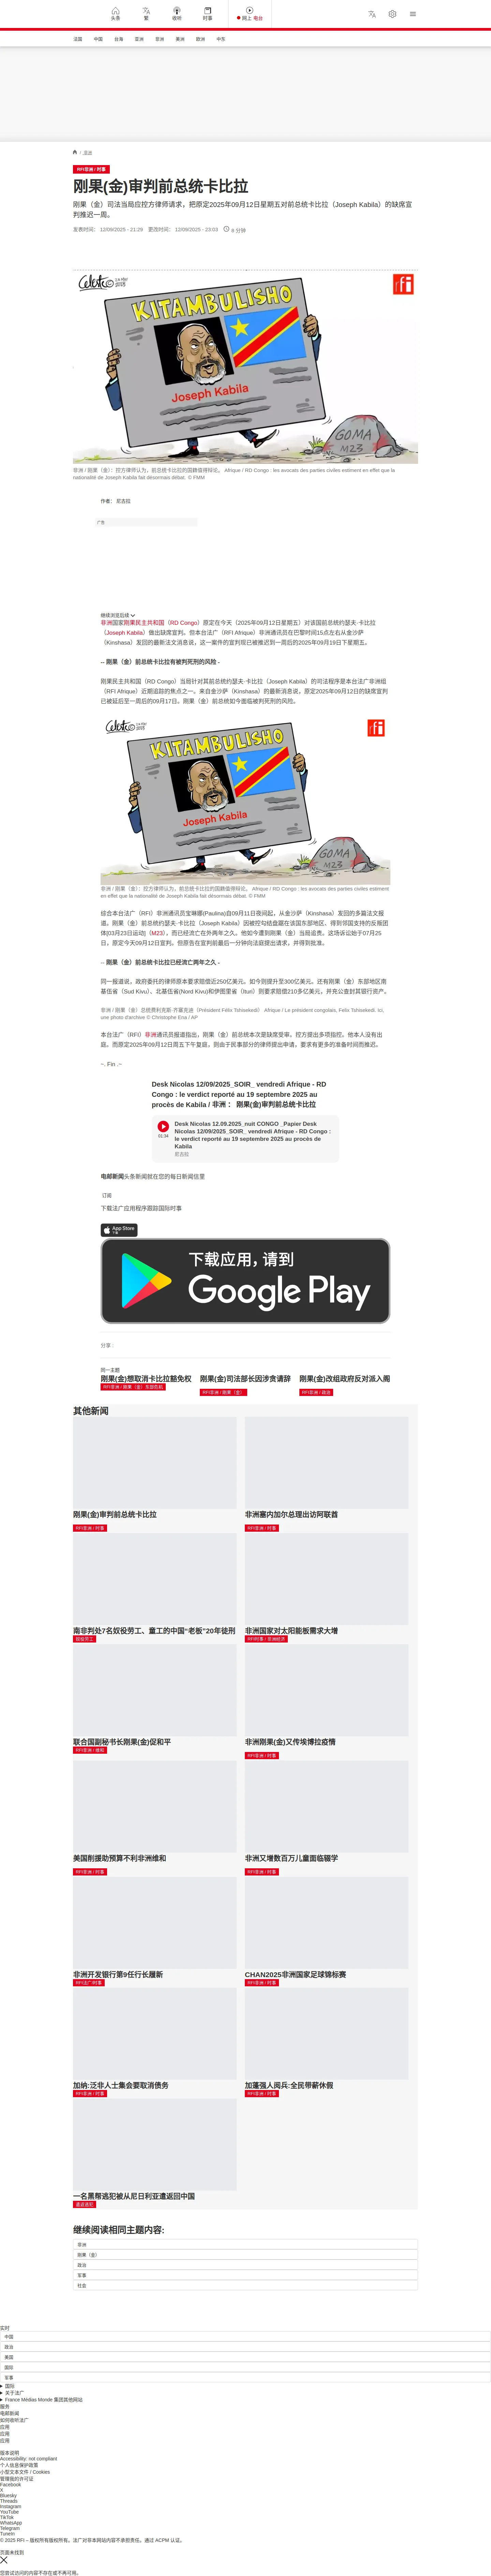 头条
繁
收听
时事
网上 电台
法国
中国
台海
亚洲
非洲
美洲
欧洲
中东
/ 非洲
RFI非洲 / 时事
刚果(金)审判前总统卡比拉
刚果（金）司法当局应控方律师请求，把原定2025年09月12日星期五对前总统卡比拉（Joseph Kabila）的缺席宣
判推迟一周。
发表时间： 12/09/2025 - 21:26 更改时间： 12/09/2025 - 23:03 9 分钟
KITAMBULISHO
Joseph Kabila
GOMA
M23
rfi
非洲 / 刚果（金）：控方律师认为，前总统卡比拉的国籍值得辩论。 Afrique / RD Congo : les avocats des parties civiles estiment en effet que la
nationalité de Joseph Kabila fait désormais débat. © FMM
作者： 尼古拉
广告
继续浏览后续
非洲国家刚果民主共和国（RD Congo）原定在今天（2025年09月12日星期五）对该国前总统约瑟夫·卡比拉
（Joseph Kabila）做出缺席宣判。但本台法广（RFI Afrique）非洲通讯员在巴黎时间15点左右从金沙萨
（Kinshasa）发回的最新法文消息说，这一案件的宣判现已被推迟到一周后的2025年09月19日下星期五。
-- 刚果（金）前总统卡比拉有被判死刑的风险 -
刚果民主共和国（RD Congo）当局针对其前总统约瑟夫·卡比拉（Joseph Kabila）的司法程序是本台法广非洲组
（RFI Afrique）近期追踪的焦点之一。来自金沙萨（Kinshasa）的最新消息说，原定2025年09月12日的缺席宣判
已被延后至一周后的09月17日。刚果（金）前总统如今面临被判死刑的风险。
KITAMBULISHO
Joseph Kabila
GOMA
M23
fi
非洲 / 刚果（金）：控方律师认为，前总统卡比拉的国籍值得辩论。 Afrique / RD Congo : les avocats des parties civiles estiment
en effet que la nationalité de Joseph Kabila fait désormais débat. © FMM
综合本台法广（RFI）非洲通讯员宝琳娜(Paulina)自09月11日夜间起，从金沙萨（Kinshasa）发回的多篇法文报
道，刚果（金）前总统约瑟夫·卡比拉（Joseph Kabila）因被控叛国及在该国东部地区、得到邻国支持的反叛团
体[03月23日运动]（M23），而已经流亡在外两年之久。他如今遭到刚果（金）当局追责。这场诉讼始于07月25
日，原定今天09月12日宣判。但原告在宣判前最后一分钟向法庭提出请求，并得到批准。
-- 刚果（金）前总统卡比拉已经流亡两年之久 -
同一报道说，政府委托的律师原本要求赔偿近250亿美元。如今则提升至300亿美元。还有刚果（金）东部地区南
基伍省（Sud Kivu）、北基伍省(Nord Kivu)和伊图里省（Ituri）则要求赔偿210多亿美元，并充公查封其银行资产。
非洲 / 刚果（金）总统费利克斯·齐塞克迪（Président Félix Tshisekedi） Afrique / Le président congolais, Felix Tshisekedi. Ici,
une photo d'archive © Christophe Ena / AP
本台法广（RFI）非洲通讯员报道指出，刚果（金）前总统本次是缺席受审。控方提出多项指控。他本人没有出
庭。而原定2025年09月12日周五下午复庭，则由于民事部分的律师提出申请，要求有更多的准备时间而推迟。
~. Fin .~
Desk Nicolas 12/09/2025_SOIR_ vendredi Afrique - RD
Congo : le verdict reporté au 19 septembre 2025 au
procès de Kabila / 非洲 ： 刚果(金)审判前总统卡比拉
01:34
Desk Nicolas 12.09.2025_nuit CONGO _Papier Desk
Nicolas 12/09/2025_SOIR_ vendredi Afrique - RD Congo :
le verdict reporté au 19 septembre 2025 au procès de
Kabila
尼古拉
电邮新闻头条新闻就在您的每日新闻信里
订阅
下载法广应用程序跟踪国际时事
App Store
下载
下载应用，请到
Google Play
分享 :
同一主题
刚果(金)想取消卡比拉豁免权
RFI非洲 / 刚果（金）东部危机
刚果(金)司法部长因涉贪请辞
RFI非洲 / 刚果（金）
刚果(金)改组政府反对派入阁
RFI非洲 / 政治
其他新闻
刚果(金)审判前总统卡比拉
RFI非洲 / 时事
非洲塞内加尔总理出访阿联酋
RFI非洲 / 时事
南非判处7名奴役劳工、童工的中国“老板”20年徒刑
奴役劳工
非洲国家对太阳能板需求大增
RFI时事 / 非洲经济
联合国副秘书长刚果(金)促和平
RFI非洲 / 维和
非洲刚果(金)又传埃博拉疫情
RFI非洲 / 时事
美国削援助预算不利非洲维和
RFI非洲 / 时事
非洲又增数百万儿童面临辍学
RFI非洲 / 时事
非洲开发银行第9任行长履新
RFI法广/时事
CHAN2025非洲国家足球锦标赛
RFI非洲 / 时事
加纳:泛非人士集会要取消债务
RFI非洲 / 时事
加蓬强人阅兵:全民带薪休假
RFI非洲 / 时事
一名黑帮逃犯被从尼日利亚遣返回中国
遣返逃犯
继续阅读相同主题内容:
非洲
刚果（金）
政治
军事
社会
实时
中国
政治
美国
国际
军事
国际
关于法广
France Médias Monde 集团其他网站
服务
电邮新闻
如何收听法广
应用
应用
应用
版本说明
Accessibility: not compliant
个人信息保护政策
小型文本文件 / Cookies
管理我的许可证
Facebook
X
Bluesky
Threads
Instagram
YouTube
TikTok
WhatsApp
Telegram
TuneIn
© 2025 RFI – 版权所有版权所有。法广对非本网站内容不承担责任。通过 ACPM 认证。
页面未找到
您尝试访问的内容不存在或不再可用。